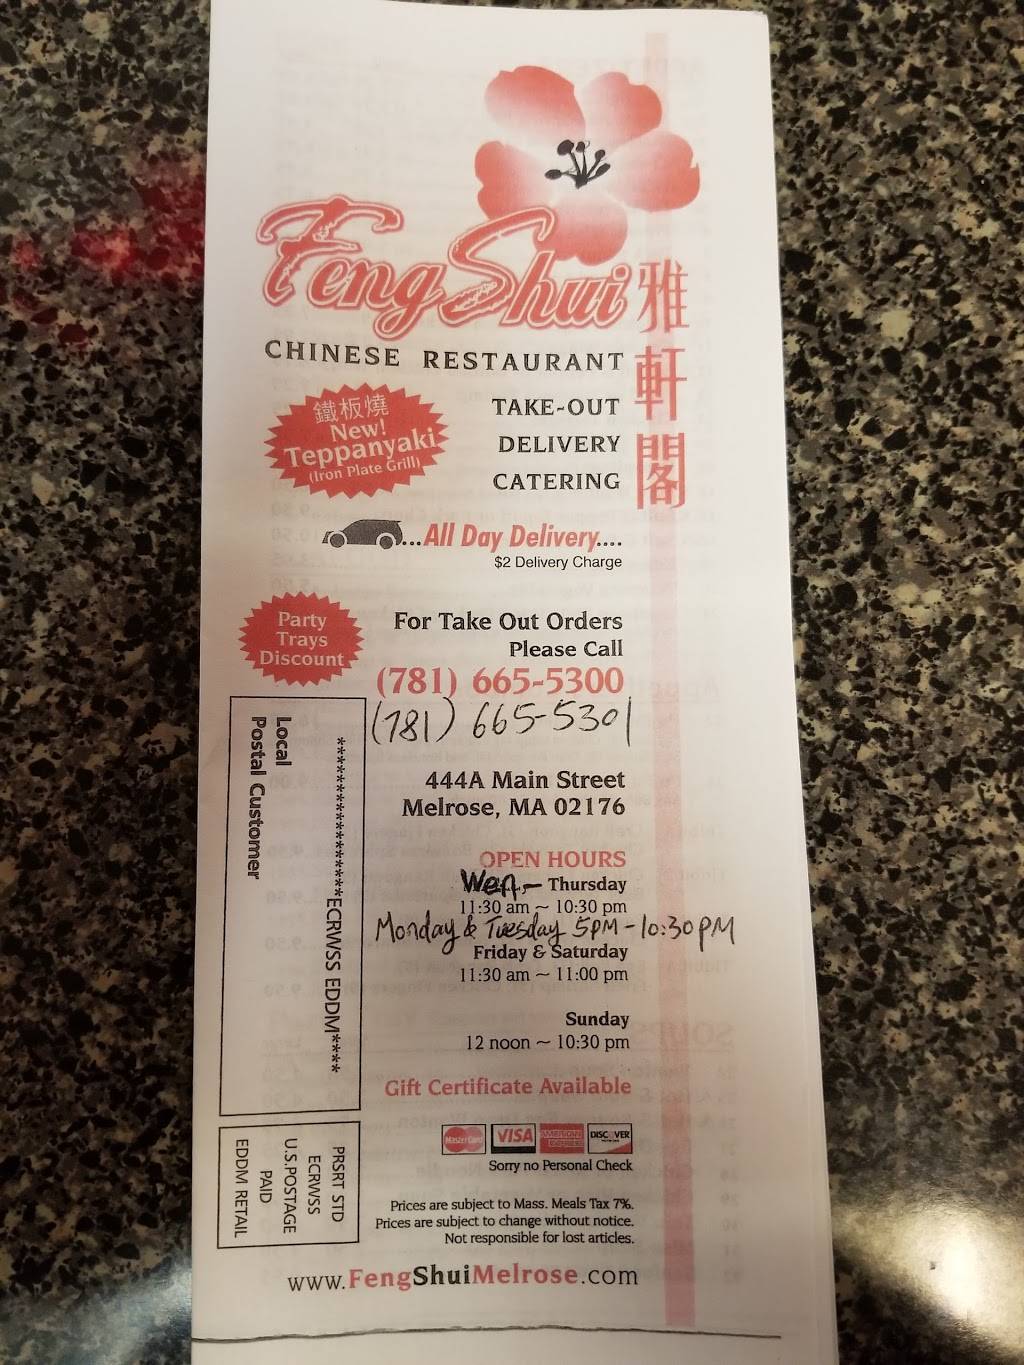 Feng Shui
雅軒閣
CHINESE RESTAURANT
鐵板燒
New!
Teppanyaki
(Iron Plate Grill)
TAKE-OUT
DELIVERY
CATERING
...All Day Delivery....
$2 Delivery Charge
Party
Trays
Discount
For Take Out Orders
Please Call
(781) 665-5300
(781) 665-5301
Local
Postal Customer
*******************ECRWSS EDDM****
444A Main Street
Melrose, MA 02176
OPEN HOURS
Wen,- Thursday
11:30 am ~ 10:30 pm
Monday & Tuesday 5PM-10:30PM
Friday & Saturday
11:30 am ~ 11:00 pm
Sunday
12 noon ~ 10:30 pm
Gift Certificate Available
MasterCard VISA AMERICAN EXPRESS DISCOVER
Sorry no Personal Check
PRSRT STD
ECRWSS
U.S.POSTAGE
PAID
EDDM RETAIL
Prices are subject to Mass. Meals Tax 7%.
Prices are subject to change without notice.
Not responsible for lost articles.
www.FengShuiMelrose.com